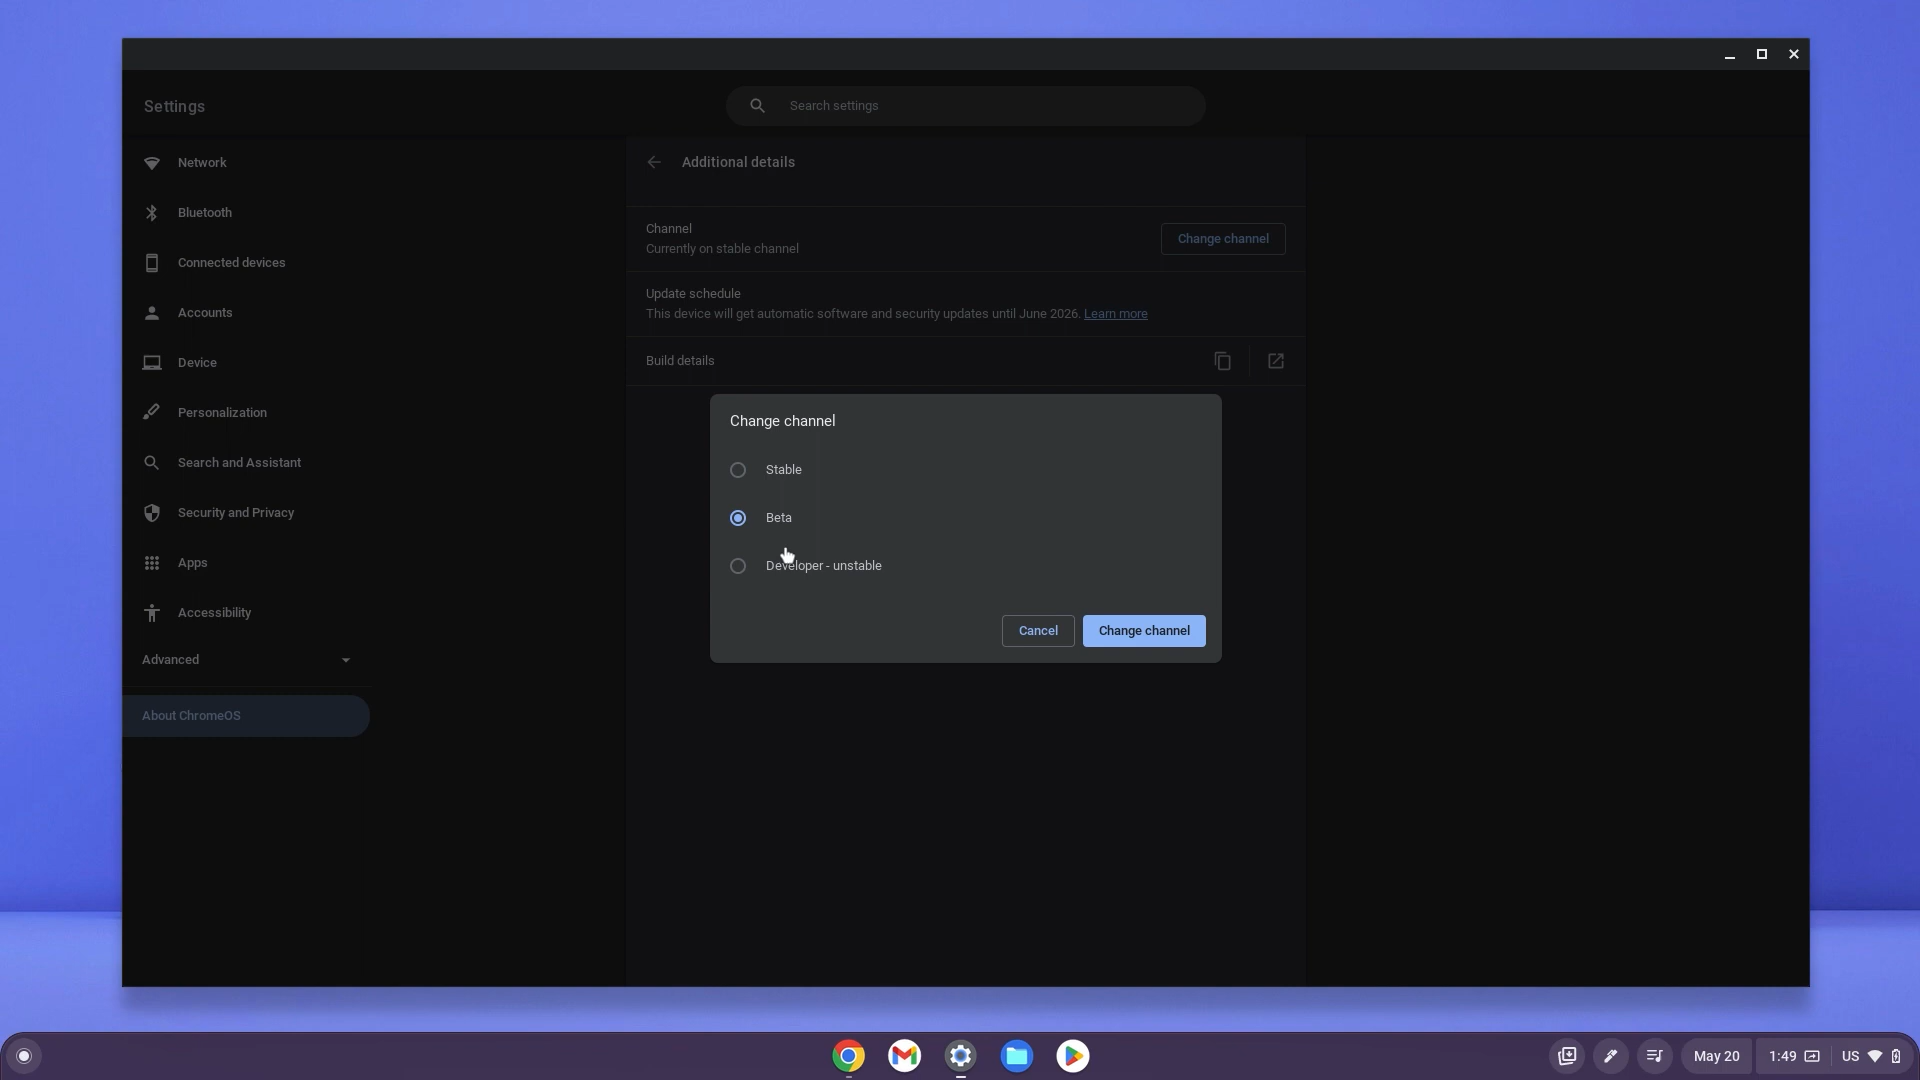 Settings
Search settings
Network
Bluetooth
Connected devices
Accounts
Device
Personalization
Search and Assistant
Security and Privacy
Apps
Accessibility
Advanced
About ChromeOS
Additional details
Channel
Currently on stable channel
Change channel
Update schedule
This device will get automatic software and security updates until June 2026. Learn more
Build details
Change channel
Stable
Beta
Developer - unstable
Cancel
Change channel
May 20
1:49
US